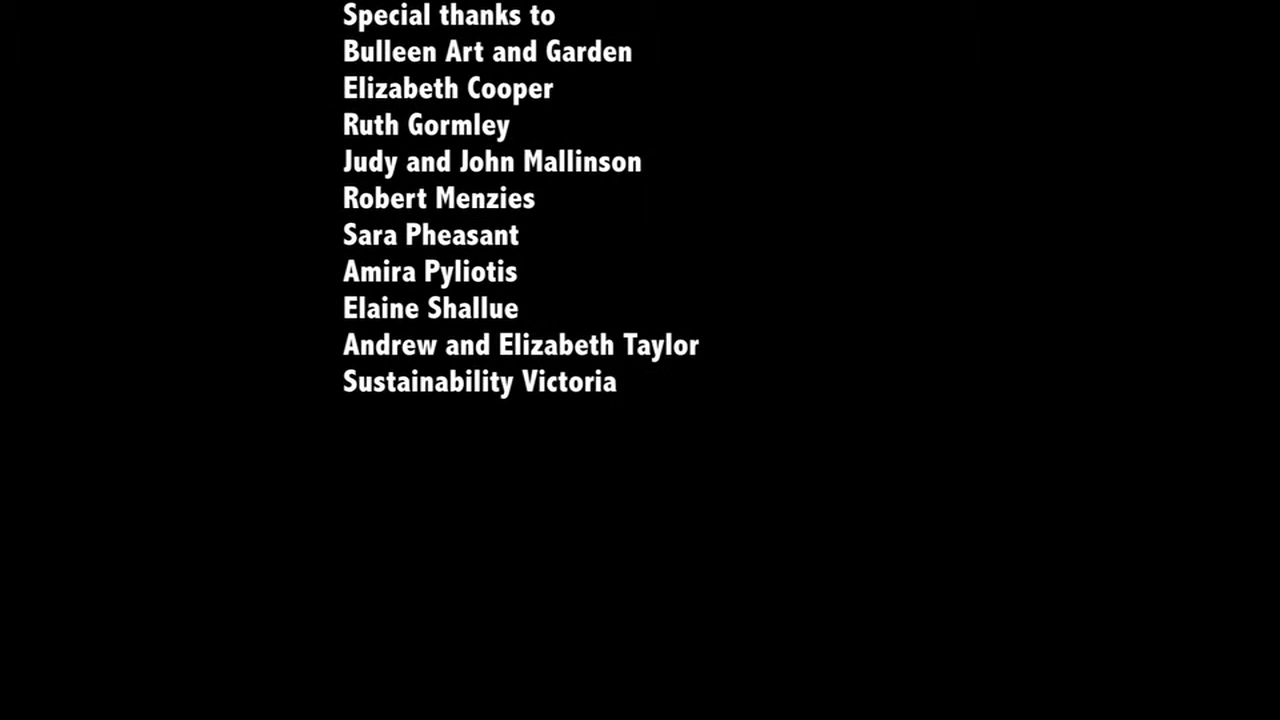 Special thanks to
Bulleen Art and Garden
Elizabeth Cooper
Ruth Gormley
Judy and John Mallinson
Robert Menzies
Sara Pheasant
Amira Pyliotis
Elaine Shallue
Andrew and Elizabeth Taylor
Sustainability Victoria